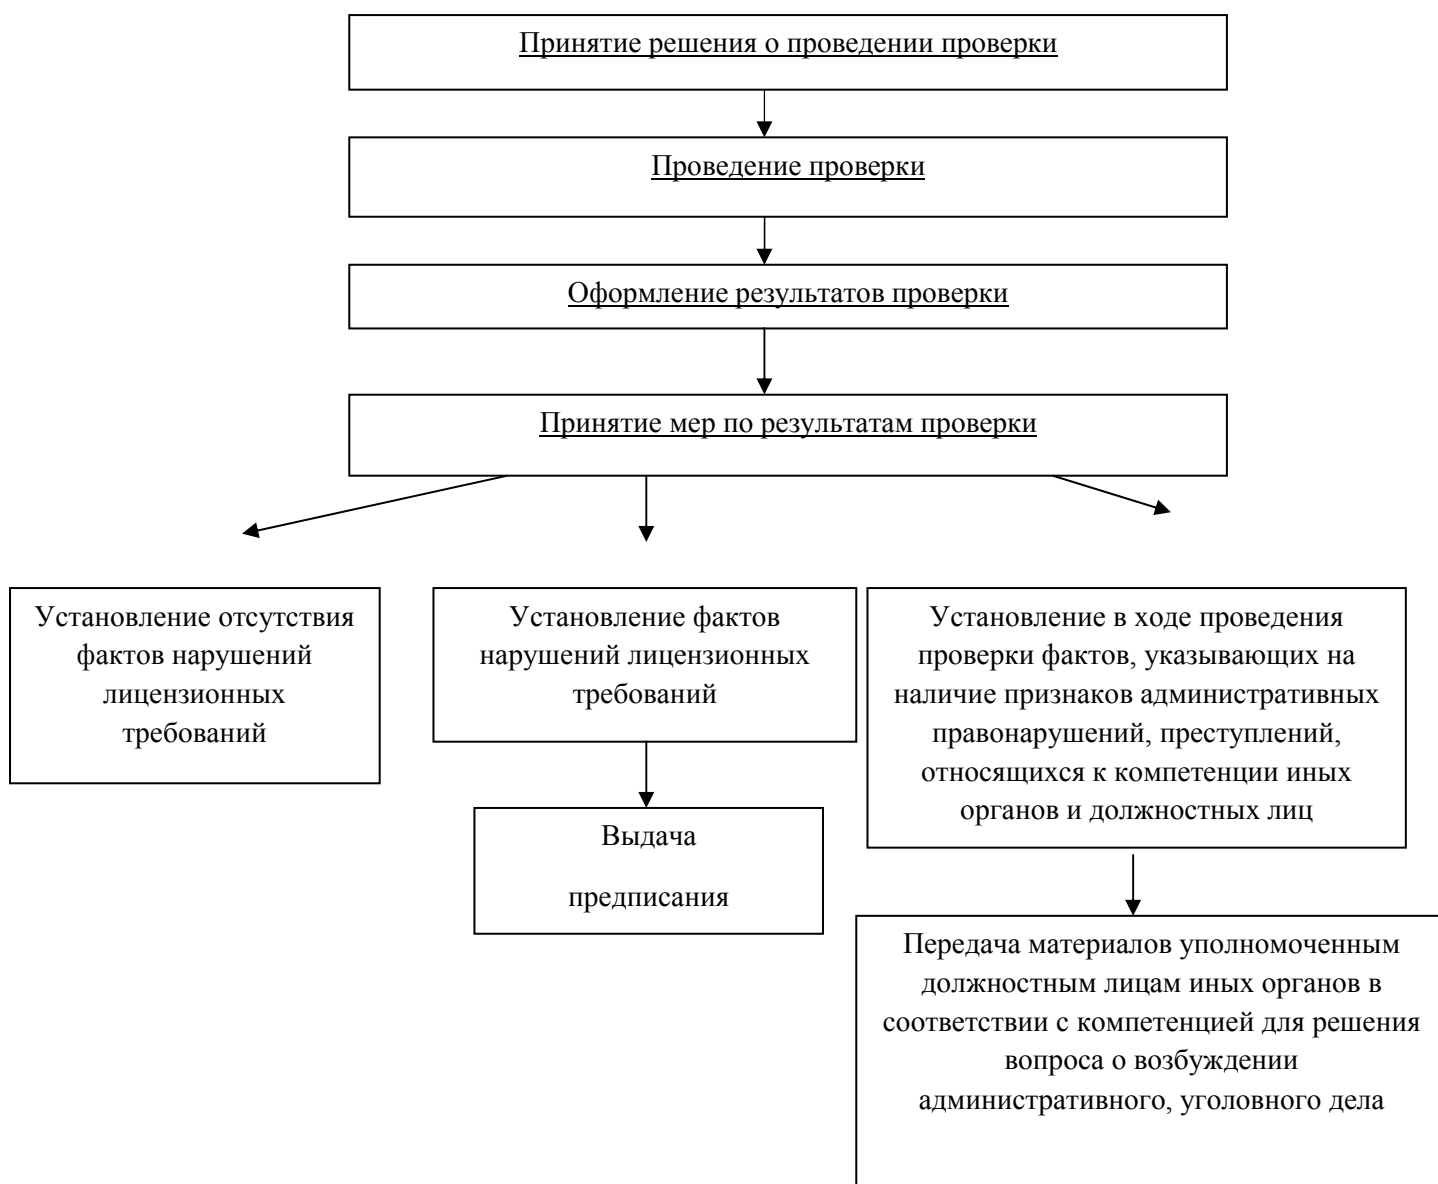 Принятие решения о проведении проверки
Проведение проверки
Оформление результатов проверки
Принятие мер по результатам проверки
Установление отсутствия
фактов нарушений
лицензионных
требований
Установление фактов
нарушений лицензионных
требований
Выдача
предписания
Установление в ходе проведения
проверки фактов, указывающих на
наличие признаков административных
правонарушений, преступлений,
относящихся к компетенции иных
органов и должностных лиц
Передача материалов уполномоченным
должностным лицам иных органов в
соответствии с компетенцией для решения
вопроса о возбуждении
административного, уголовного дела